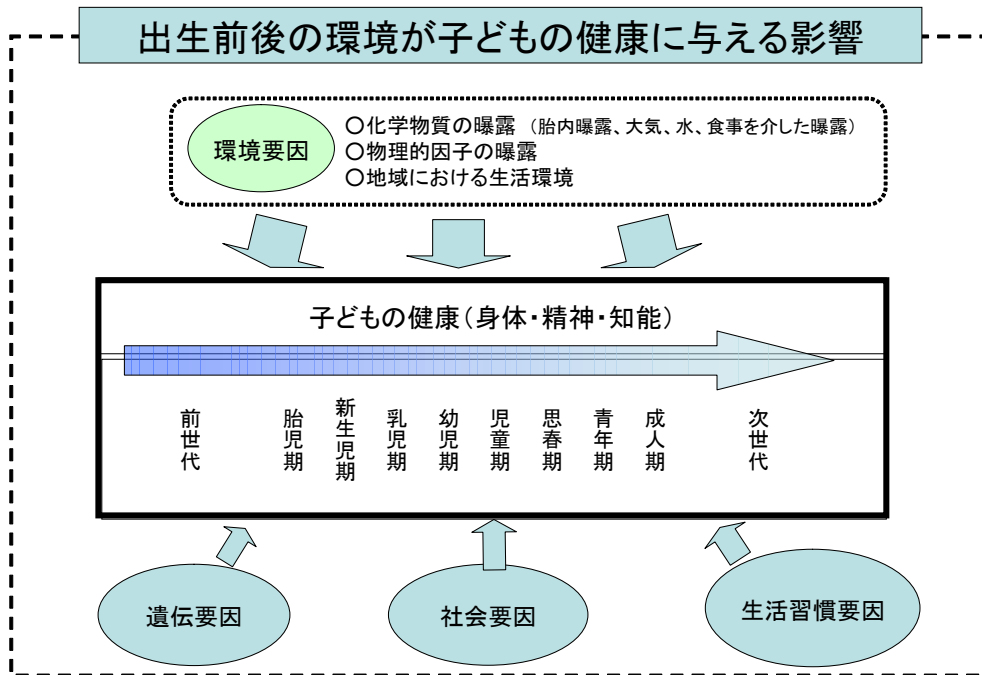 出生前後の環境が子どもの健康に与える影響
環境要因
○化学物質の曝露 (胎内曝露、大気、水、食事を介した曝露)
○物理的因子の曝露
○地域における生活環境
子どもの健康(身体・精神・知能)
前世代
胎児期
新生児期
乳児期
幼児期
児童期
思春期
青年期
成人期
次世代
遺伝要因
社会要因
生活習慣要因